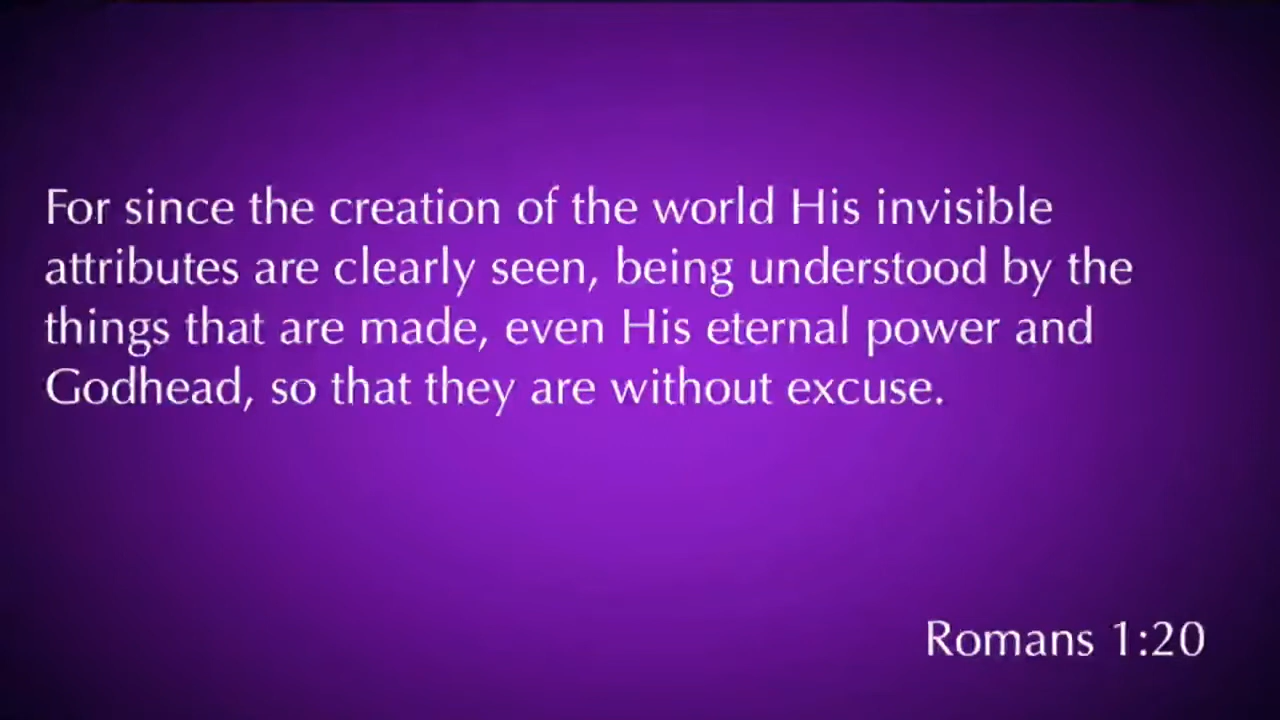 For since the creation of the world His invisible
attributes are clearly seen, being understood by the
things that are made, even His eternal power and
Godhead, so that they are without excuse.
Romans 1:20